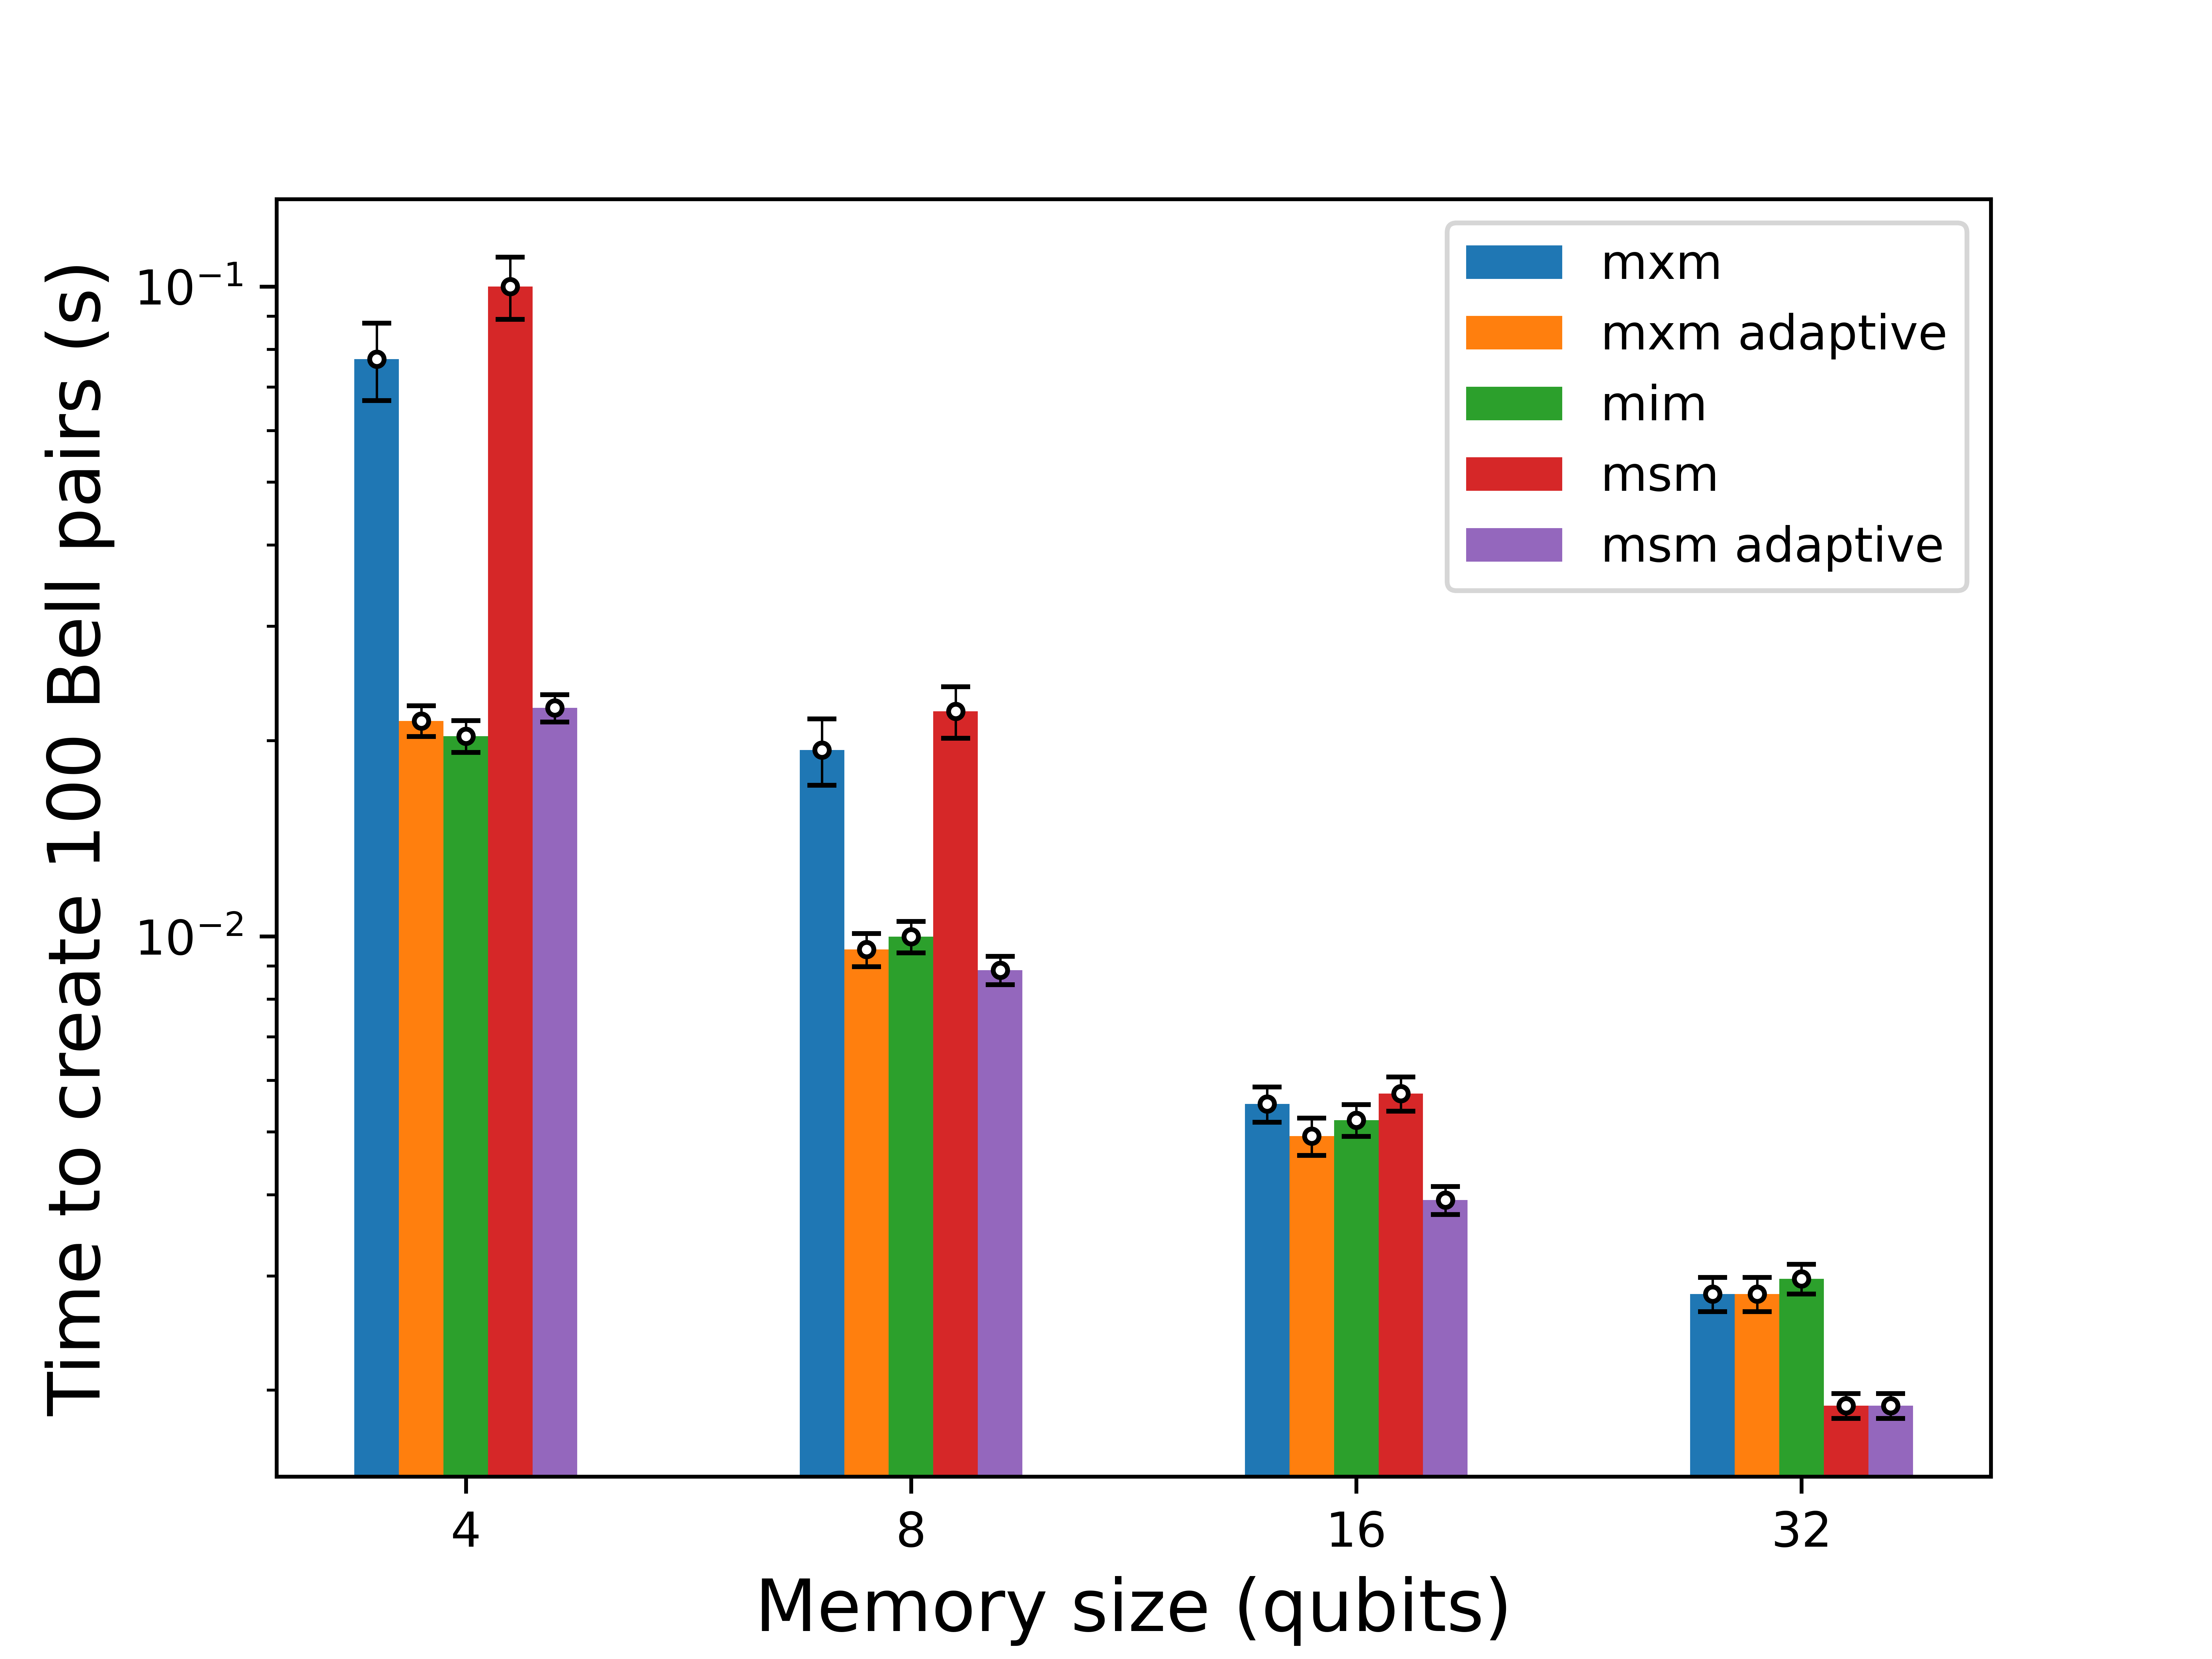 Time to create 100 Bell pairs (s)
10⁻¹
10⁻²
mxm
mxm adaptive
mim
msm
msm adaptive
4 8 16 32
Memory size (qubits)